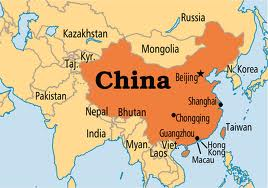 Russia
Kazakhstan
Mongolia
Kyr.
Taj.
China
Beijing
N. Korea
Pakistan
Shanghai
Nepal
Bhutan
Chongqing
India
Guangzhou
Taiwan
Myan.
Viet.
Hong
Kong
Laos
Macau